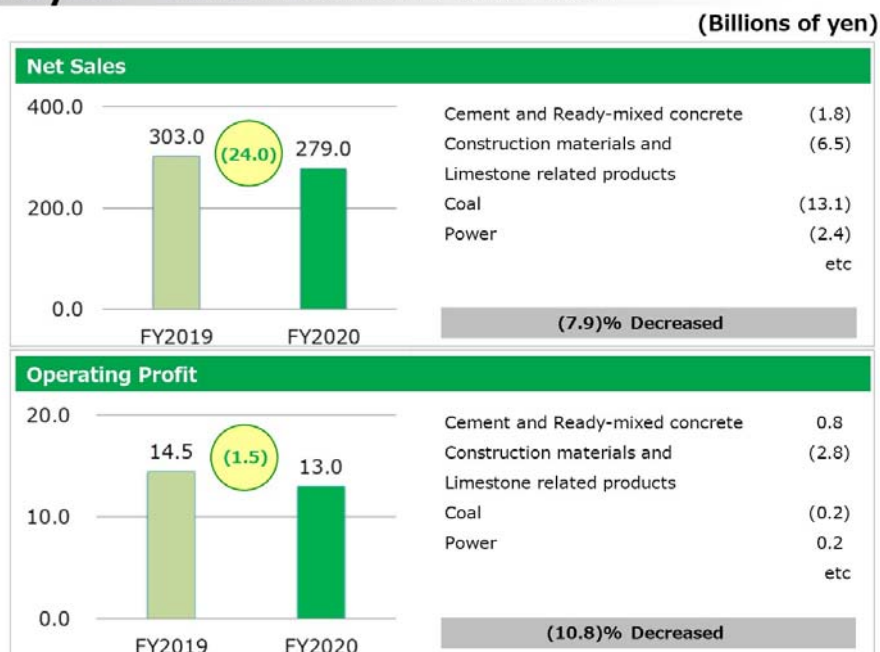 (Billions of yen)
Net Sales
400.0
303.0
(24.0)
279.0
200.0
0.0
FY2019 FY2020
Cement and Ready-mixed concrete (1.8)
Construction materials and (6.5)
Limestone related products
Coal (13.1)
Power (2.4)
etc
(7.9)% Decreased
Operating Profit
20.0
14.5
(1.5)
13.0
10.0
0.0
FY2019 FY2020
Cement and Ready-mixed concrete 0.8
Construction materials and (2.8)
Limestone related products
Coal (0.2)
Power 0.2
etc
(10.8)% Decreased